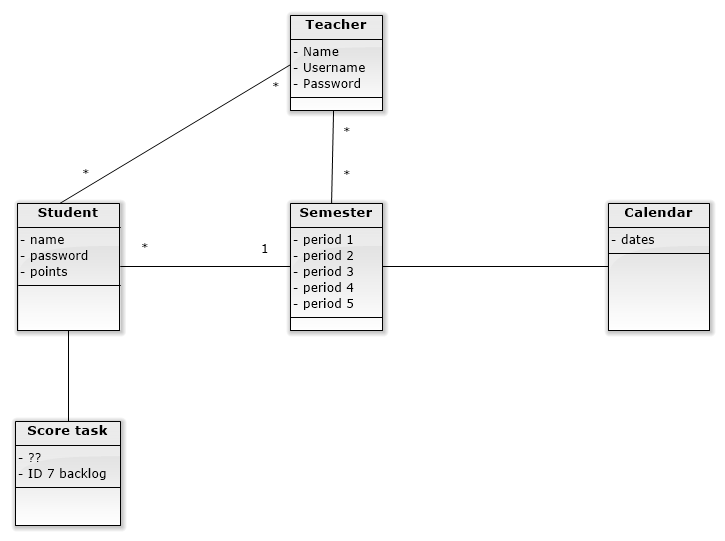 Teacher
- Name
- Username
- Password
*
*
*
*
Student
- name
- password
- points
*
1
Semester
- period 1
- period 2
- period 3
- period 4
- period 5
Calendar
- dates
Score task
- ??
- ID 7 backlog